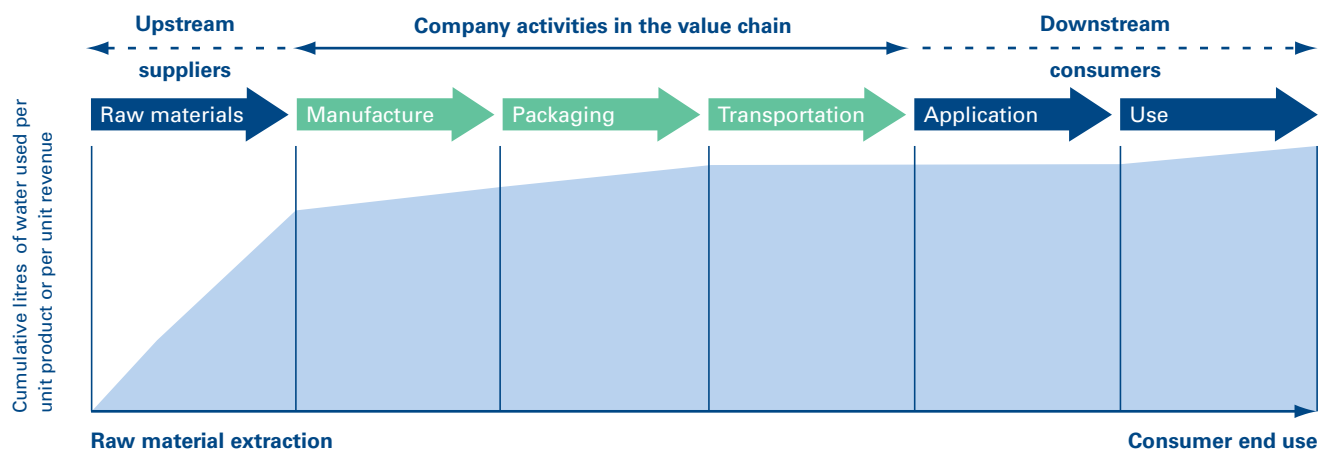 Upstream
suppliers
Company activities in the value chain
Downstream
consumers
Raw materials
Manufacture
Packaging
Transportation
Application
Use
Cumulative litres of water used per
unit product or per unit revenue
Raw material extraction
Consumer end use